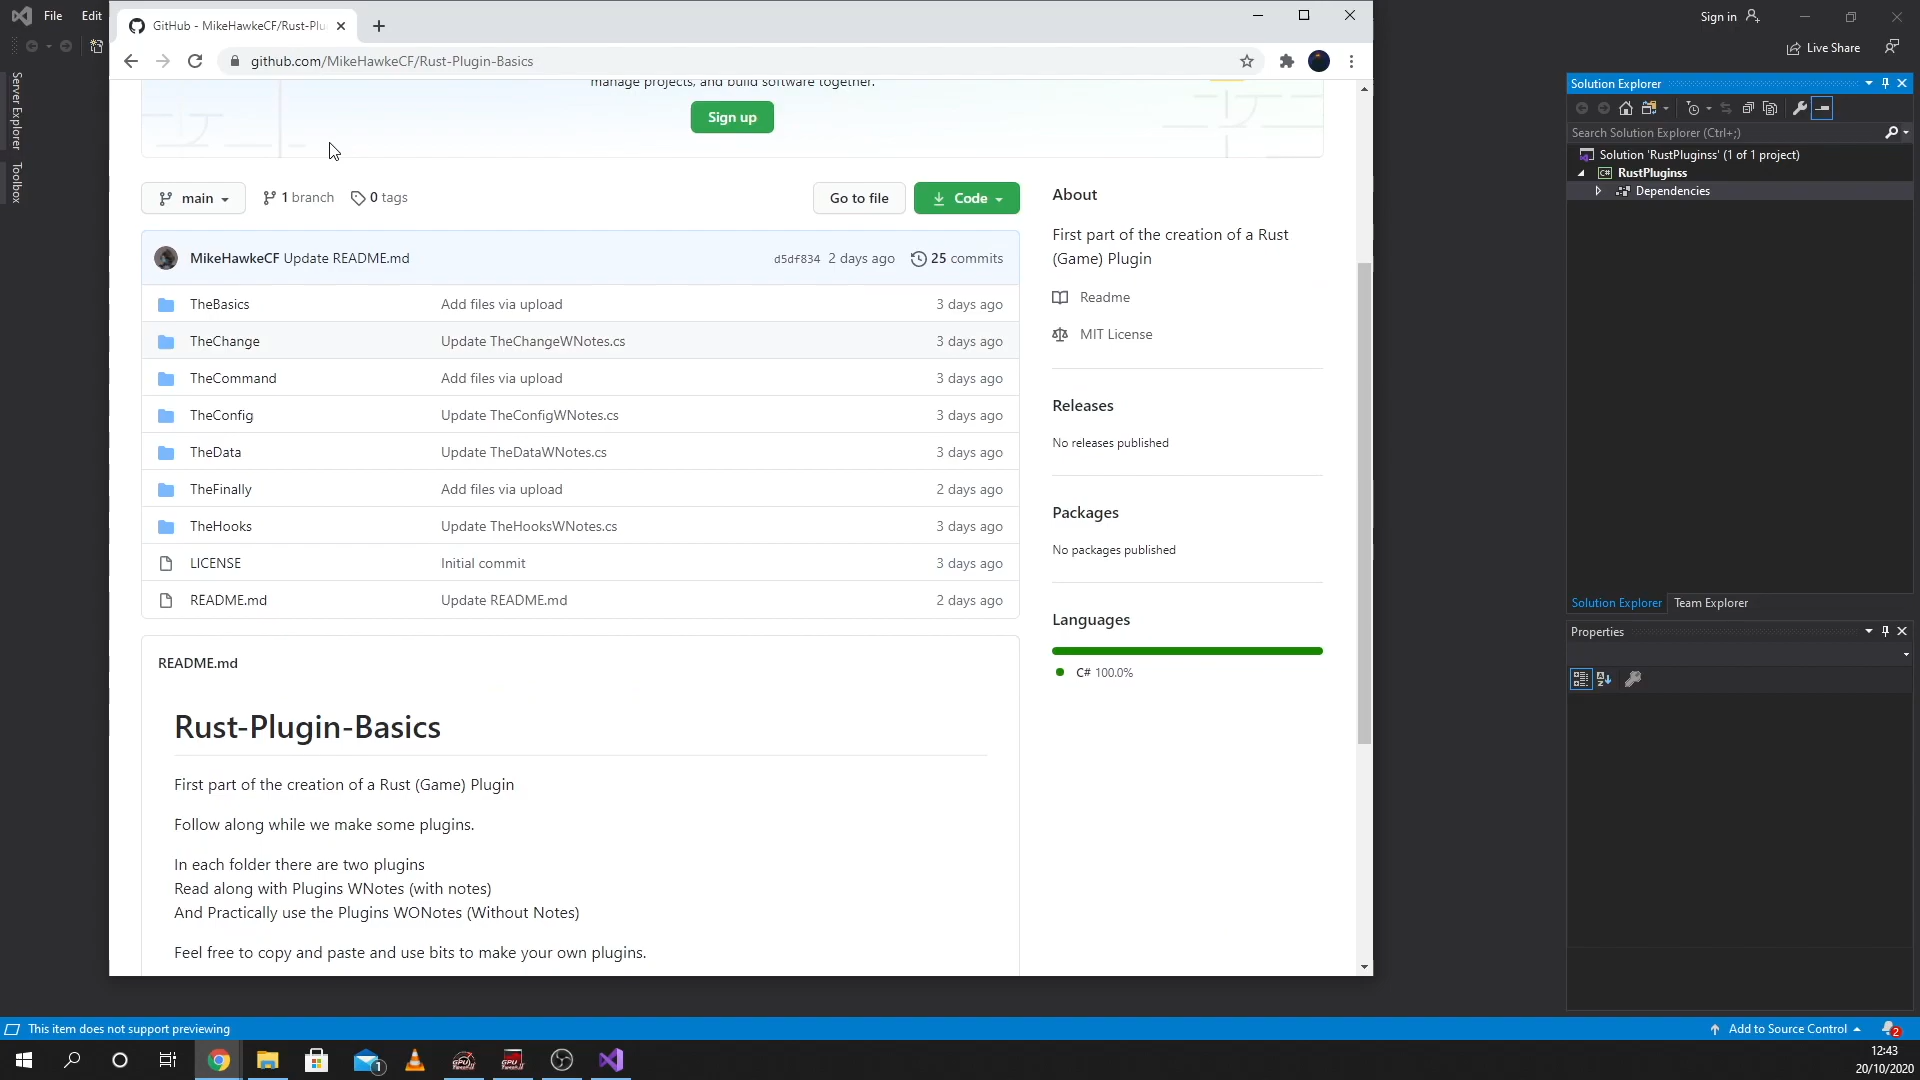 File
Edit
GitHub - MikeHawkeCF/Rust-Plu
Sign in
github.com/MikeHawkeCF/Rust-Plugin-Basics
Live Share
Server Explorer
Toolbox
manage projects, and build software together.
Sign up
main
1 branch
0 tags
Go to file
Code
MikeHawkeCF Update README.md
d5df834 2 days ago
25 commits
TheBasics
Add files via upload
3 days ago
TheChange
Update TheChangeWNotes.cs
3 days ago
TheCommand
Add files via upload
3 days ago
TheConfig
Update TheConfigWNotes.cs
3 days ago
TheData
Update TheDataWNotes.cs
3 days ago
TheFinally
Add files via upload
2 days ago
TheHooks
Update TheHooksWNotes.cs
3 days ago
LICENSE
Initial commit
3 days ago
README.md
Update README.md
2 days ago
README.md
Rust-Plugin-Basics
First part of the creation of a Rust (Game) Plugin
Follow along while we make some plugins.
In each folder there are two plugins
Read along with Plugins WNotes (with notes)
And Practically use the Plugins WONotes (Without Notes)
Feel free to copy and paste and use bits to make your own plugins.
About
First part of the creation of a Rust
(Game) Plugin
Readme
MIT License
Releases
No releases published
Packages
No packages published
Languages
C# 100.0%
Solution Explorer
Search Solution Explorer (Ctrl+;)
Solution 'RustPluginss' (1 of 1 project)
C# RustPluginss
Dependencies
Solution Explorer
Team Explorer
Properties
This item does not support previewing
Add to Source Control
2
1
12:43
20/10/2020